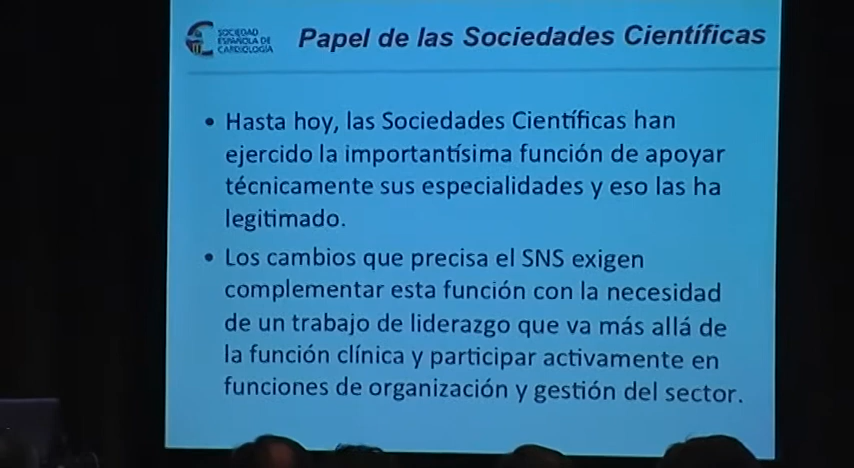 SOCIEDAD
ESPAÑOLA DE
CARDIOLOGÍA
Papel de las Sociedades Científicas
• Hasta hoy, las Sociedades Científicas han
ejercido la importantísima función de apoyar
técnicamente sus especialidades y eso las ha
legitimado.
• Los cambios que precisa el SNS exigen
complementar esta función con la necesidad
de un trabajo de liderazgo que va más allá de
la función clínica y participar activamente en
funciones de organización y gestión del sector.